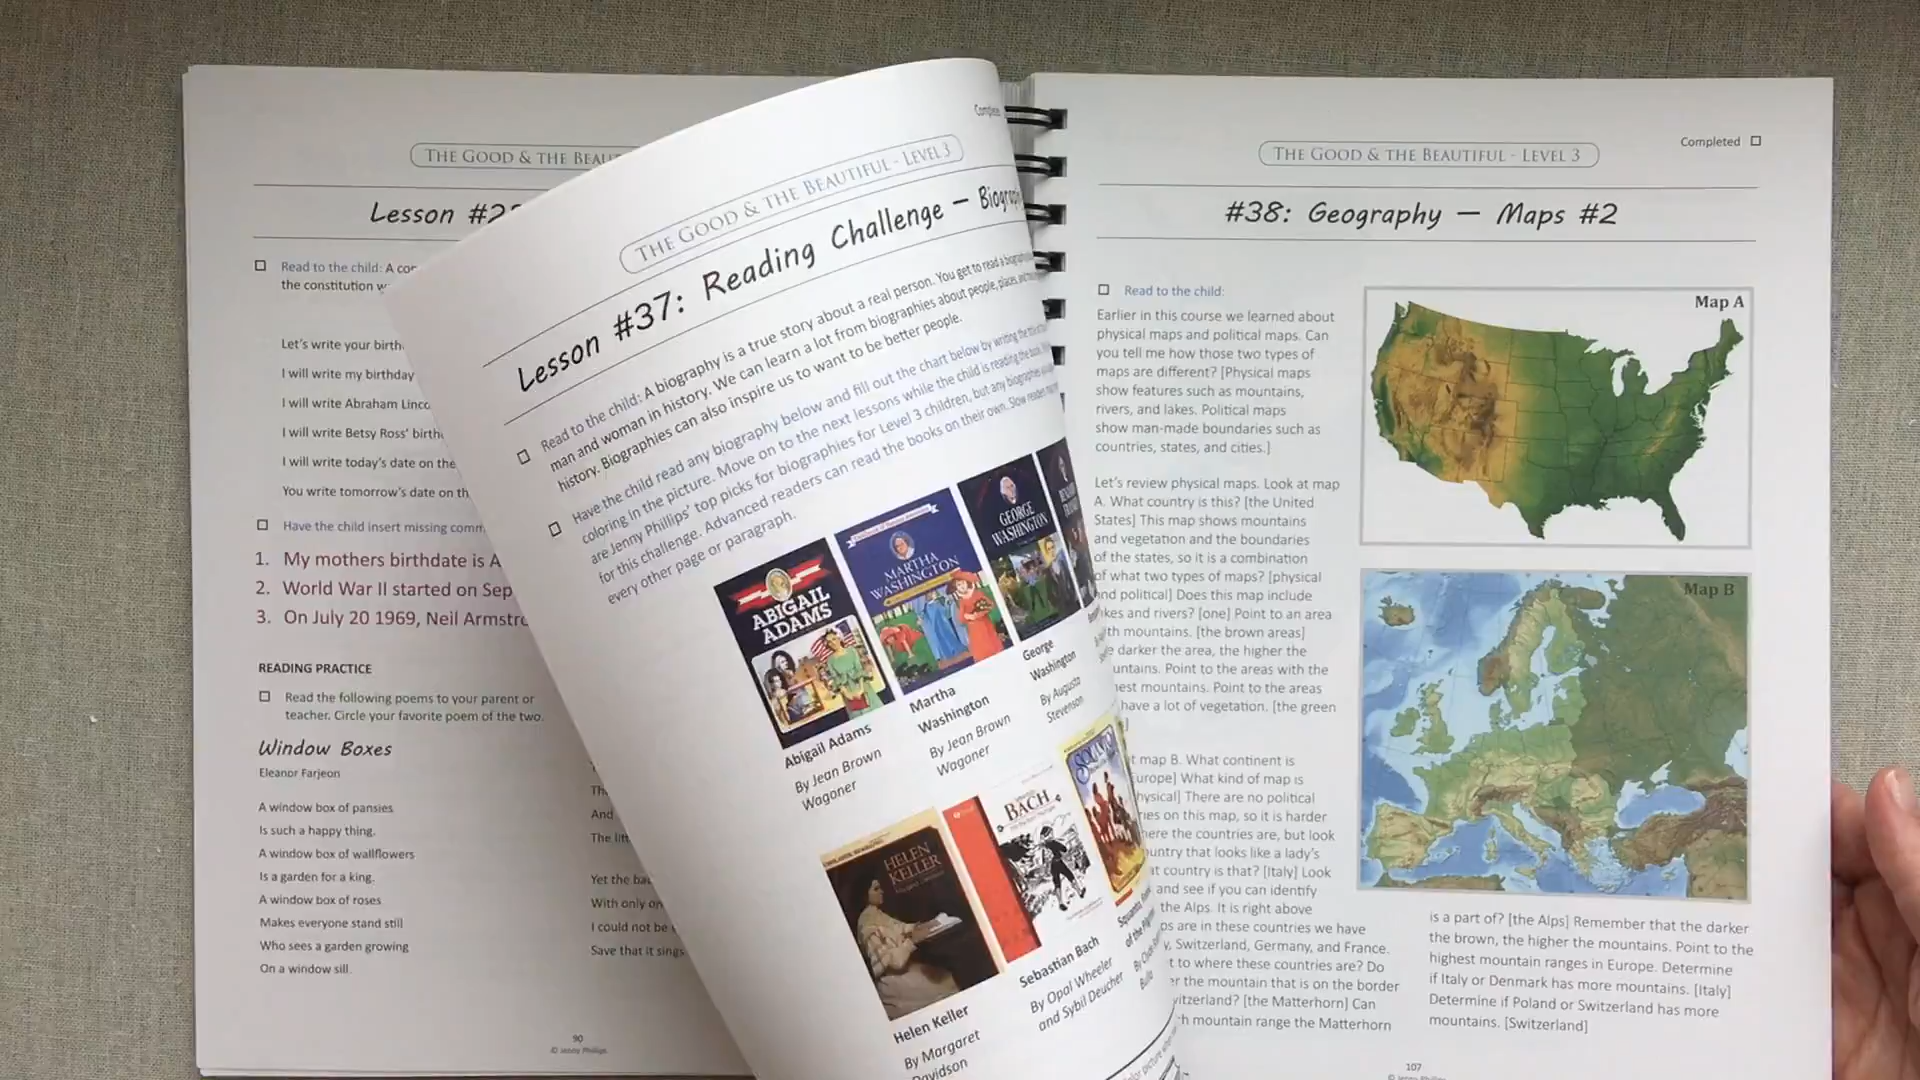 THE GOOD & THE
Lesson
Read to the child: A
the constitution
Let's write your
I will write my birthday
I will write Abraham
I will write Betsy Ross'
I will write today's date on the
You write tomorrow's date on
Have the child insert missing
1. My mothers birthdate is
2. World War II started on
3. On July 20 1969, Neil
READING PRACTICE
Read the following poems to your parent or
teacher. Circle your favorite poem of the two.
Window Boxes
Eleanor Farjeon
A window box of pansies
Is such a happy thing.
A window box of wallflowers
Is a garden for a king.
A window box of roses
Makes everyone stand still
Who sees a garden growing
On a window sill.
And
The
Yet the
With only
I could not be
Save that it sings
90
© Jenny Phillips
THE GOOD & THE BEAUTIFUL - LEVEL 3
Lesson #37: Reading Challenge —
Read to the child: A biography is a true story about a real person. You get to read a
man and woman in history. We can learn a lot from biographies about people, places, and
history. Biographies can also inspire us to want to be better people.
Have the child read any biography below and fill out the chart below by writing the
coloring in the picture. Move on to the next lessons while the child is reading the book.
are Jenny Phillips' top picks for biographies for Level 3 children, but any biographies
for this challenge. Advanced readers can read the books on their own. Slow readers
every other page or paragraph.
ABIGAIL
ADAMS
MARTHA
WASHINGTON
GEORGE
WASHINGTON
Abigail Adams
By Jean Brown
Wagoner
Martha
Washington
By Jean Brown
Wagoner
George
Washington
By Augusta
Stevenson
HELEN
KELLER
BACH
Helen Keller
By Margaret
Davidson
Sebastian Bach
By Opal Wheeler
and Sybil Deucher
Completed
THE GOOD & THE BEAUTIFUL - LEVEL 3
#38: Geography — Maps #2
Read to the child:
Earlier in this course we learned about
physical maps and political maps. Can
you tell me how those two types of
maps are different? [Physical maps
show features such as mountains,
rivers, and lakes. Political maps
show man-made boundaries such as
countries, states, and cities.]
Let's review physical maps. Look at map
A. What country is this? [the United
States] This map shows mountains
and vegetation and the boundaries
of the states, so it is a combination
of what two types of maps? [physical
and political] Does this map include
and rivers? [one] Point to an area
mountains. [the brown areas]
darker the area, the higher the
Point to the areas with the
mountains. Point to the areas
have a lot of vegetation. [the green
map B. What continent is
What kind of map is
There are no political
on this map, so it is harder
the countries are, but look
that looks like a lady's
country is that? [Italy] Look
and see if you can identify
the Alps. It is right above
are in these countries we have
Switzerland, Germany, and France.
to where these countries are? Do
the mountain that is on the border
[the Matterhorn] Can
mountain range the Matterhorn
Map A
Map B
is a part of? [the Alps] Remember that the darker
the brown, the higher the mountains. Point to the
highest mountain ranges in Europe. Determine
if Italy or Denmark has more mountains. [Italy]
Determine if Poland or Switzerland has more
mountains. [Switzerland]
107
© Jenny Phillips